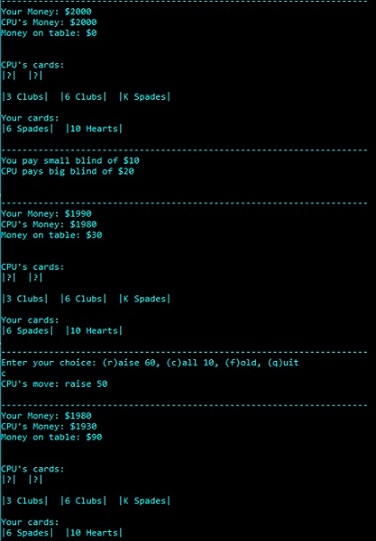 --------------------------------------------------------------------
Your Money: $2000
CPU's Money: $2000
Money on table: $0
CPU's cards:
|?|  |?|
|3 Clubs|  |6 Clubs|  |K Spades|
Your cards:
|6 Spades|  |10 Hearts|
--------------------------------------------------------------------
You pay small blind of $10
CPU pays big blind of $20
--------------------------------------------------------------------
Your Money: $1990
CPU's Money: $1980
Money on table: $30
CPU's cards:
|?|  |?|
|3 Clubs|  |6 Clubs|  |K Spades|
Your cards:
|6 Spades|  |10 Hearts|
--------------------------------------------------------------------
Enter your choice: (r)aise 60, (c)all 10, (f)old, (q)uit
c
CPU's move: raise 50
--------------------------------------------------------------------
Your Money: $1980
CPU's Money: $1930
Money on table: $90
CPU's cards:
|?|  |?|
|3 Clubs|  |6 Clubs|  |K Spades|
Your cards:
|6 Spades|  |10 Hearts|